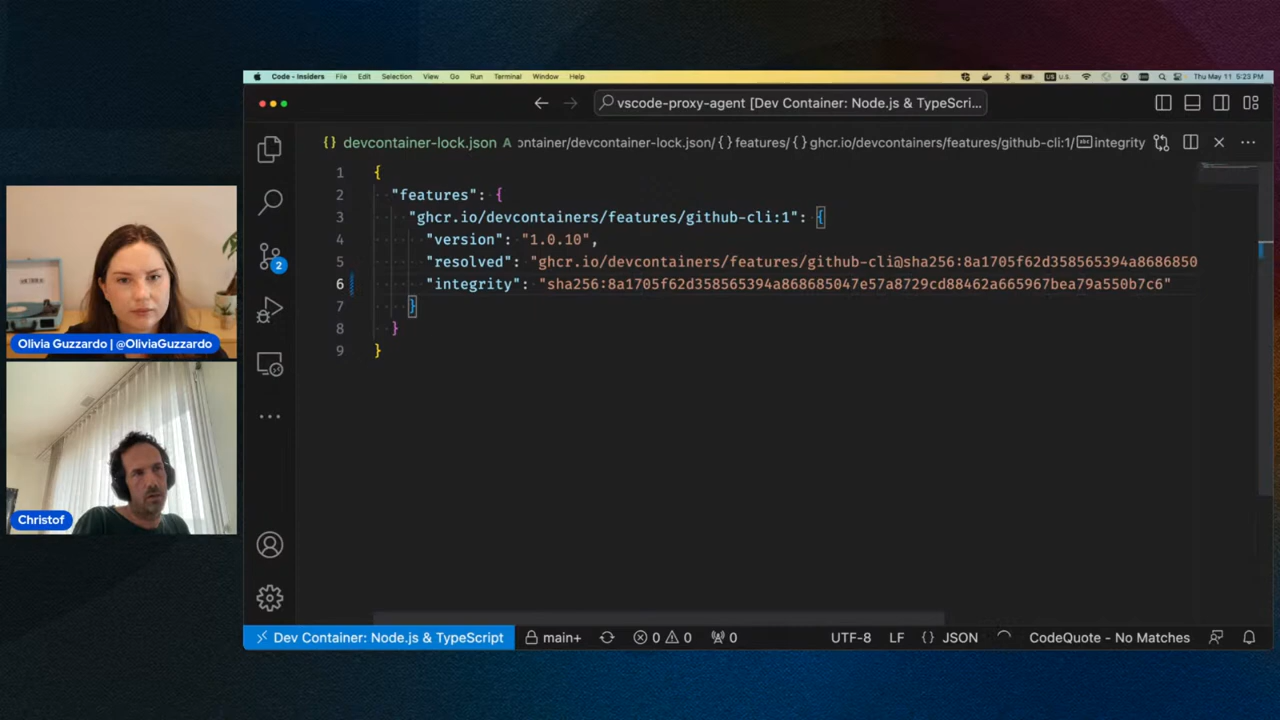 Code - Insiders File Edit Selection View Go Run Terminal Window Help
U.S. Thu May 11 5:23 PM
vscode-proxy-agent [Dev Container: Node.js & TypeScri...
{} devcontainer-lock.json A ontainer/devcontainer-lock.json/ {} features/ {} ghcr.io/devcontainers/features/github-cli:1/ abc integrity
1 {
2 "features": {
3 "ghcr.io/devcontainers/features/github-cli:1": {
4 "version": "1.0.10",
5 "resolved": "ghcr.io/devcontainers/features/github-cli@sha256:8a1705f62d358565394a8686850
6 "integrity": "sha256:8a1705f62d358565394a868685047e57a8729cd88462a665967bea79a550b7c6"
7 }
8 }
9 }
2
Olivia Guzzardo | @OliviaGuzzardo
Christof
Dev Container: Node.js & TypeScript main+ 0 0 0 UTF-8 LF {} JSON CodeQuote - No Matches